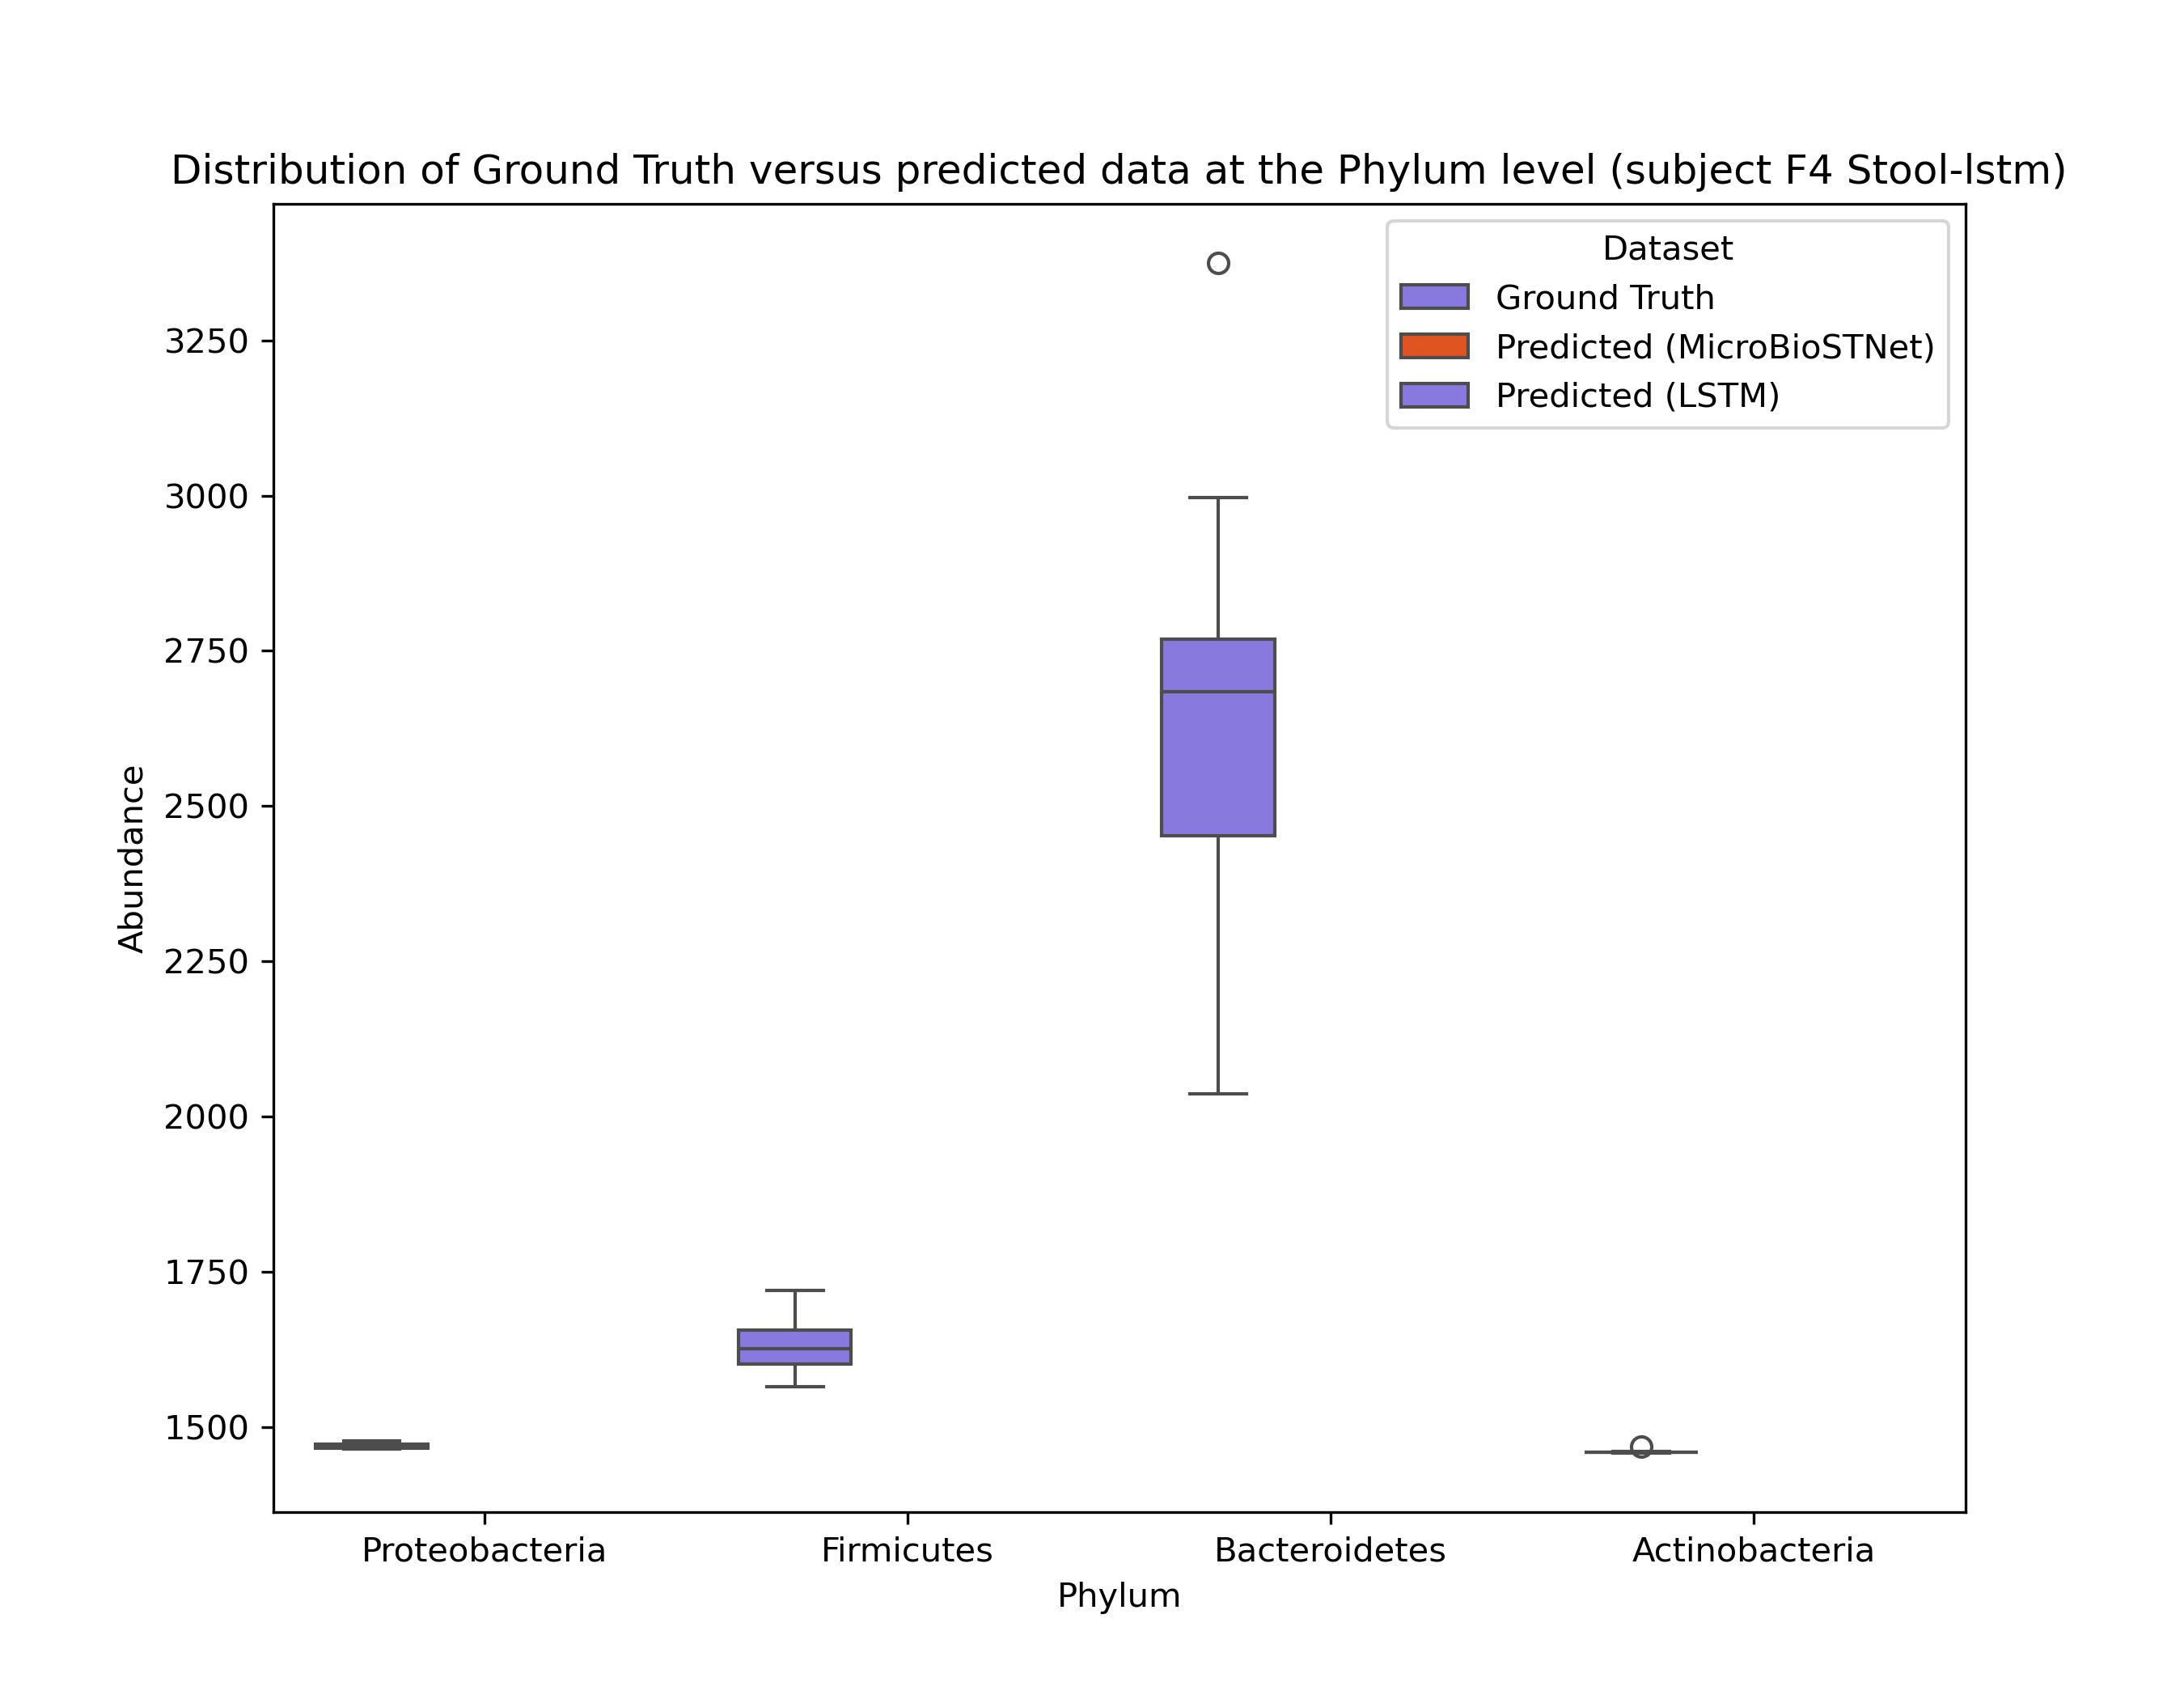 Distribution of Ground Truth versus predicted data at the Phylum level (subject F4 Stool-lstm)
Dataset
Ground Truth
Predicted (MicroBioSTNet)
Predicted (LSTM)
3250
3000
2750
2500
2250
2000
1750
1500
Abundance
Proteobacteria
Firmicutes
Bacteroidetes
Actinobacteria
Phylum